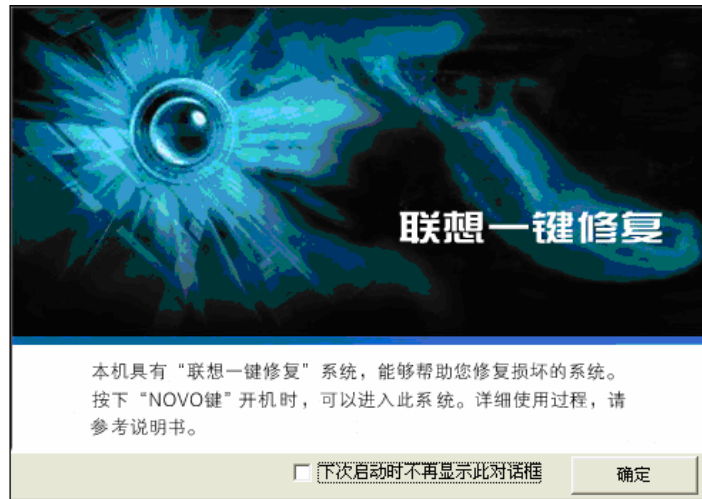 联想一键修复
本机具有“联想一键修复”系统，能够帮助您修复损坏的系统。
按下“NOVO键”开机时，可以进入此系统。详细使用过程，请
参考说明书。
下次启动时不再显示此对话框
确定